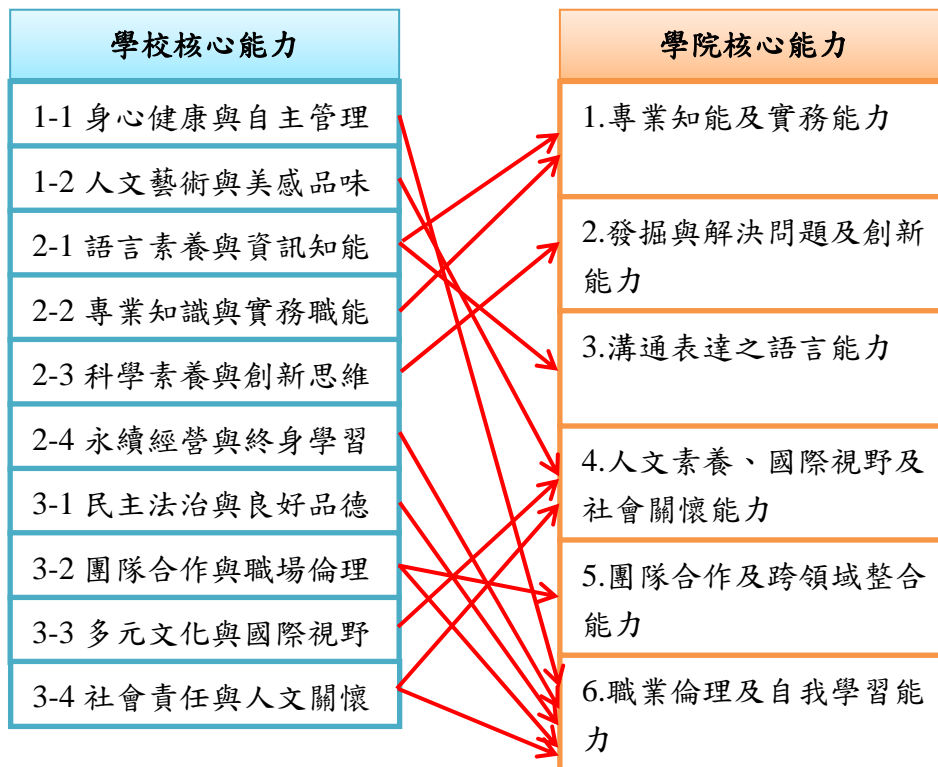 學校核心能力
1-1 身心健康與自主管理
1-2 人文藝術與美感品味
2-1 語言素養與資訊知能
2-2 專業知識與實務職能
2-3 科學素養與創新思維
2-4 永續經營與終身學習
3-1 民主法治與良好品德
3-2 團隊合作與職場倫理
3-3 多元文化與國際視野
3-4 社會責任與人文關懷
學院核心能力
1.專業知能及實務能力
2.發掘與解決問題及創新
能力
3.溝通表達之語言能力
4.人文素養、國際視野及
社會關懷能力
5.團隊合作及跨領域整合
能力
6.職業倫理及自我學習能
力